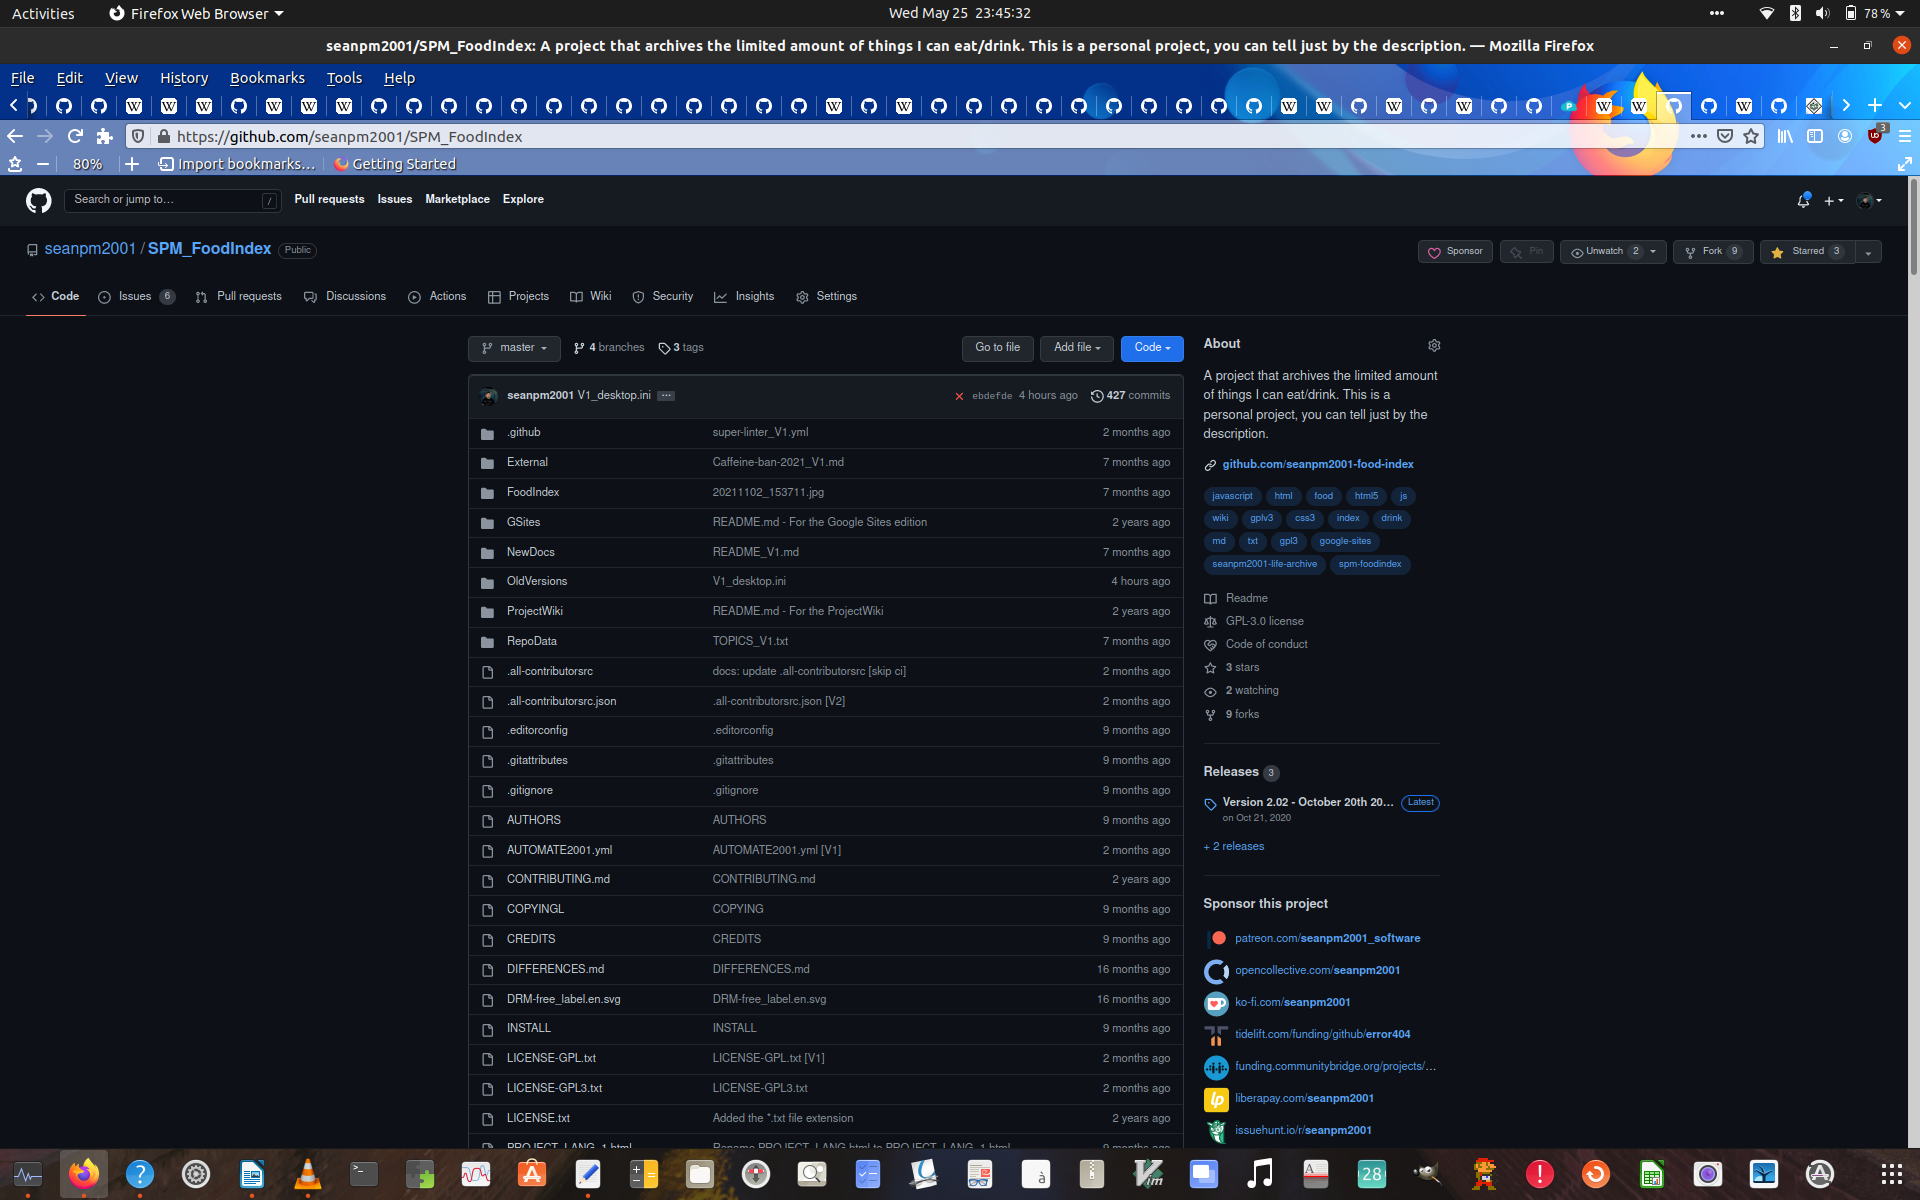 Activities Firefox Web Browser Wed May 25 23:45:32 78 %
seanpm2001/SPM_FoodIndex: A project that archives the limited amount of things I can eat/drink. This is a personal project, you can tell just by the description. — Mozilla Firefox
File Edit View History Bookmarks Tools Help
https://github.com/seanpm2001/SPM_FoodIndex 3
80% Import bookmarks... Getting Started
Search or jump to... / Pull requests Issues Marketplace Explore
seanpm2001 / SPM_FoodIndex Public Sponsor Pin Unwatch 2 Fork 9 Starred 3
Code Issues 6 Pull requests Discussions Actions Projects Wiki Security Insights Settings
master 4 branches 3 tags Go to file Add file Code
seanpm2001 V1_desktop.ini ... ebdefde 4 hours ago 427 commits
.github super-linter_V1.yml 2 months ago
External Caffeine-ban-2021_V1.md 7 months ago
FoodIndex 20211102_153711.jpg 7 months ago
GSites README.md - For the Google Sites edition 2 years ago
NewDocs README_V1.md 7 months ago
OldVersions V1_desktop.ini 4 hours ago
ProjectWiki README.md - For the ProjectWiki 2 years ago
RepoData TOPICS_V1.txt 7 months ago
.all-contributorsrc docs: update .all-contributorsrc [skip ci] 2 months ago
.all-contributorsrc.json .all-contributorsrc.json [V2] 2 months ago
.editorconfig .editorconfig 9 months ago
.gitattributes .gitattributes 9 months ago
.gitignore .gitignore 9 months ago
AUTHORS AUTHORS 9 months ago
AUTOMATE2001.yml AUTOMATE2001.yml [V1] 2 months ago
CONTRIBUTING.md CONTRIBUTING.md 2 years ago
COPYINGL COPYING 9 months ago
CREDITS CREDITS 9 months ago
DIFFERENCES.md DIFFERENCES.md 16 months ago
DRM-free_label.en.svg DRM-free_label.en.svg 16 months ago
INSTALL INSTALL 9 months ago
LICENSE-GPL.txt LICENSE-GPL.txt [V1] 2 months ago
LICENSE-GPL3.txt LICENSE-GPL3.txt 2 months ago
LICENSE.txt Added the *.txt file extension 2 years ago
PROJECT_LANG_1.html Rename PROJECT_LANG.html to PROJECT_LANG_1.html 9 months ago
About
A project that archives the limited amount
of things I can eat/drink. This is a
personal project, you can tell just by the
description.
github.com/seanpm2001-food-index
javascript html food html5 js
wiki gplv3 css3 index drink
md txt gpl3 google-sites
seanpm2001-life-archive spm-foodindex
Readme
GPL-3.0 license
Code of conduct
3 stars
2 watching
9 forks
Releases 3
Version 2.02 - October 20th 20... Latest
on Oct 21, 2020
+ 2 releases
Sponsor this project
patreon.com/seanpm2001_software
opencollective.com/seanpm2001
ko-fi.com/seanpm2001
tidelift.com/funding/github/error404
funding.communitybridge.org/projects/...
liberapay.com/seanpm2001
issuehunt.io/r/seanpm2001
28